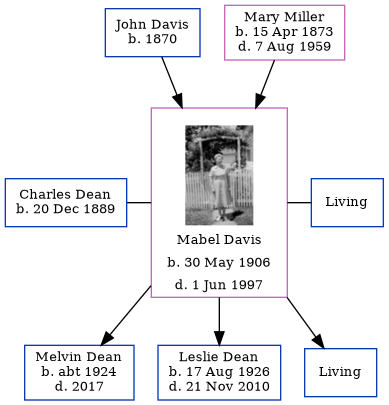 John Davis
b. 1870
Mary Miller
b. 15 Apr 1873
d. 7 Aug 1959
Charles Dean
b. 20 Dec 1889
Mabel Davis
b. 30 May 1906
d. 1 Jun 1997
Living
Melvin Dean
b. abt 1924
d. 2017
Leslie Dean
b. 17 Aug 1926
d. 21 Nov 2010
Living